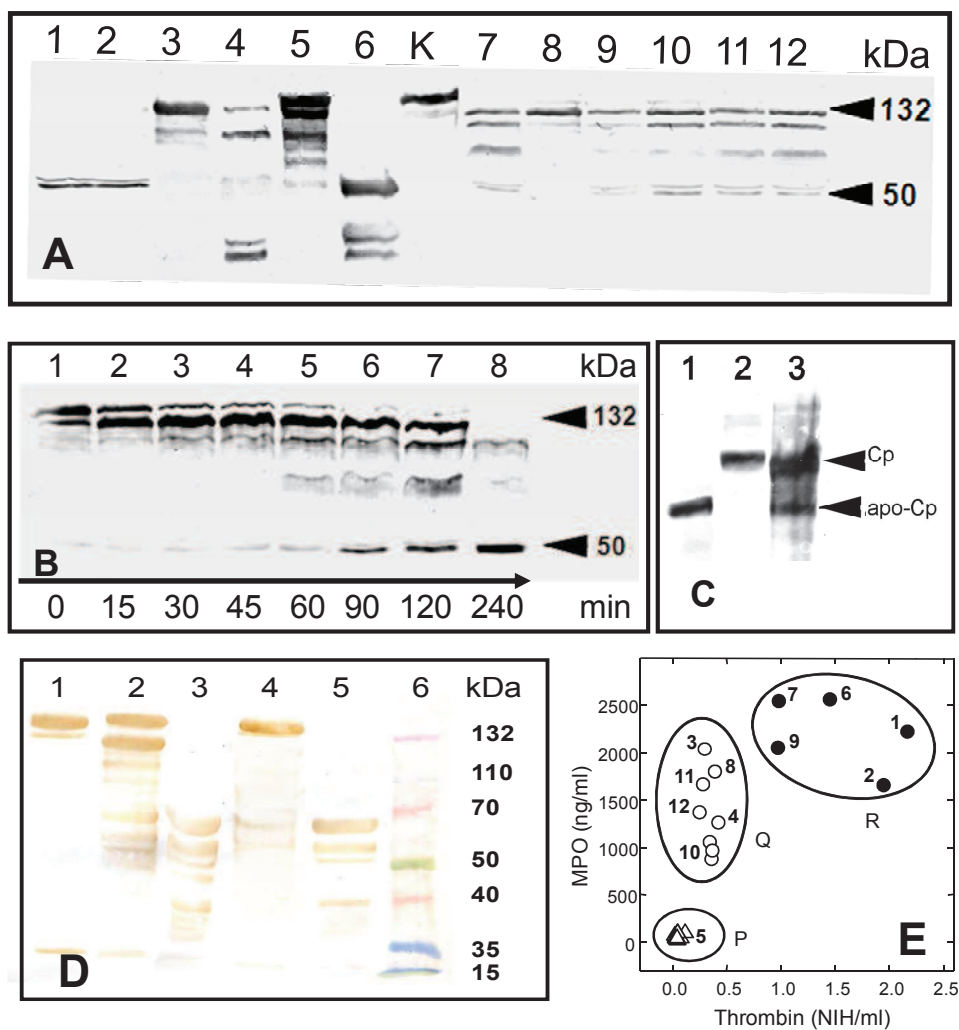 1 2 3 4 5 6 K 7 8 9 10 11 12 kDa
132
50
A
1 2 3 4 5 6 7 8 kDa
132
50
B
0 15 30 45 60 90 120 240 min
1 2 3
Cp
apo-Cp
C
1 2 3 4 5 6 kDa
132
110
70
50
40
35
15
D
MPO (ng/ml)
2500
2000
1500
1000
500
0
7 6
1
9
2
3
8
11
12
4
10
5
P
Q
R
E
0.0 0.5 1.0 1.5 2.0 2.5
Thrombin (NIH/ml)